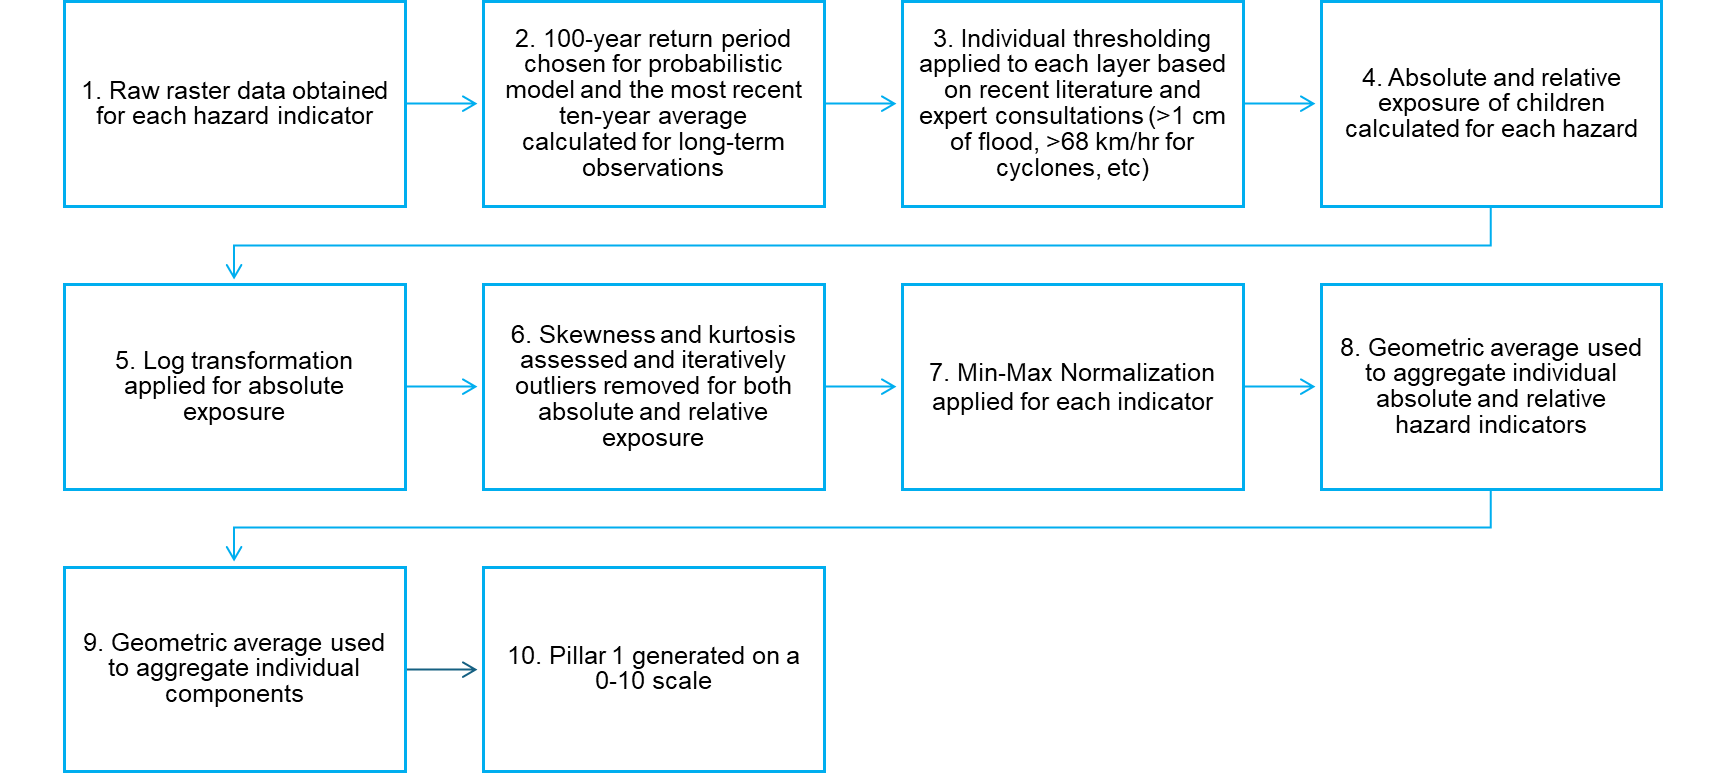 1. Raw raster data obtained
for each hazard indicator
2. 100-year return period
chosen for probabilistic
model and the most recent
ten-year average
calculated for long-term
observations
3. Individual thresholding
applied to each layer based
on recent literature and
expert consultations (>1 cm
of flood, >68 km/hr for
cyclones, etc)
4. Absolute and relative
exposure of children
calculated for each hazard
5. Log transformation
applied for absolute
exposure
6. Skewness and kurtosis
assessed and iteratively
outliers removed for both
absolute and relative
exposure
7. Min-Max Normalization
applied for each indicator
8. Geometric average used
to aggregate individual
absolute and relative
hazard indicators
9. Geometric average used
to aggregate individual
components
10. Pillar 1 generated on a
0-10 scale